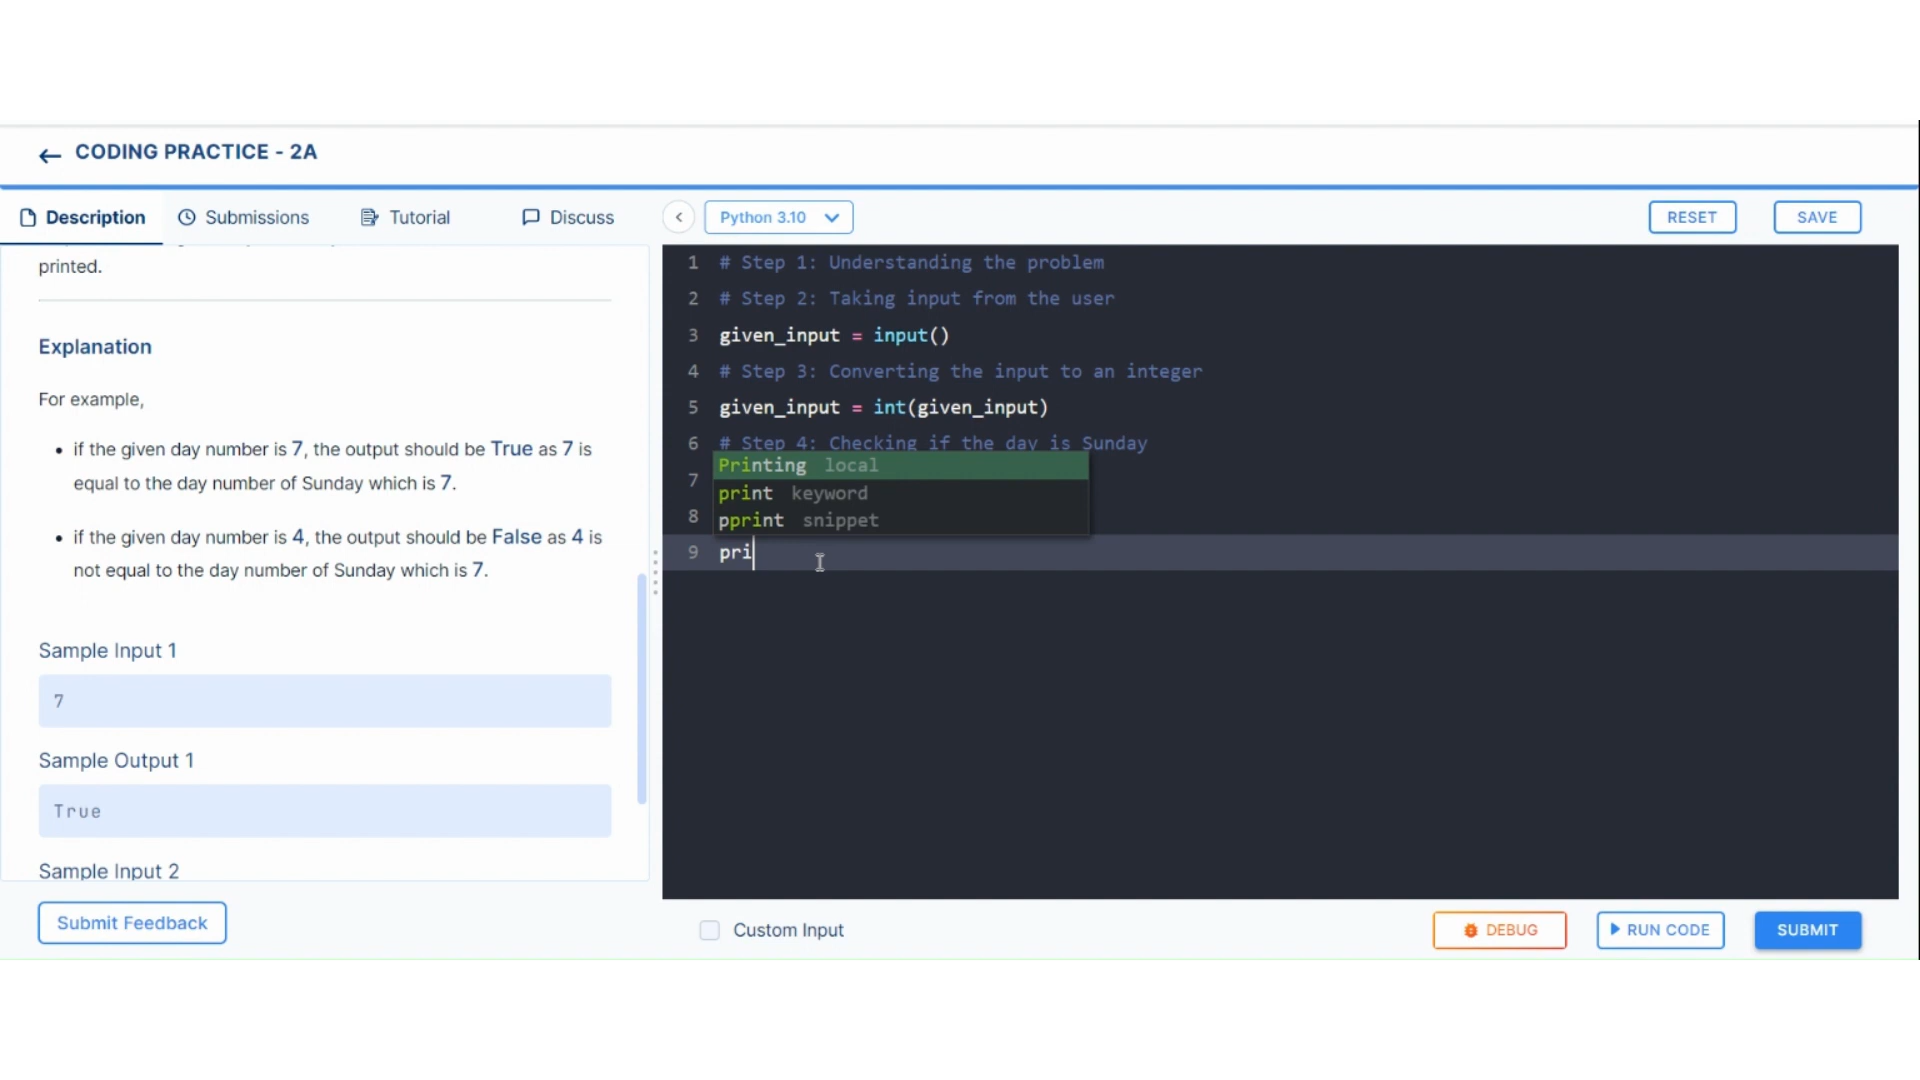 CODING PRACTICE - 2A
Description
Submissions
Tutorial
Discuss
Python 3.10
RESET
SAVE
printed.
Explanation
For example,
if the given day number is 7, the output should be True as 7 is
equal to the day number of Sunday which is 7.
if the given day number is 4, the output should be False as 4 is
not equal to the day number of Sunday which is 7.
Sample Input 1
7
Sample Output 1
True
Sample Input 2
Submit Feedback
1 # Step 1: Understanding the problem
2 # Step 2: Taking input from the user
3 given_input = input()
4 # Step 3: Converting the input to an integer
5 given_input = int(given_input)
6 # Step 4: Checking if the day is Sunday
Printing local
7
print keyword
8
pprint snippet
9 pri
Custom Input
DEBUG
RUN CODE
SUBMIT